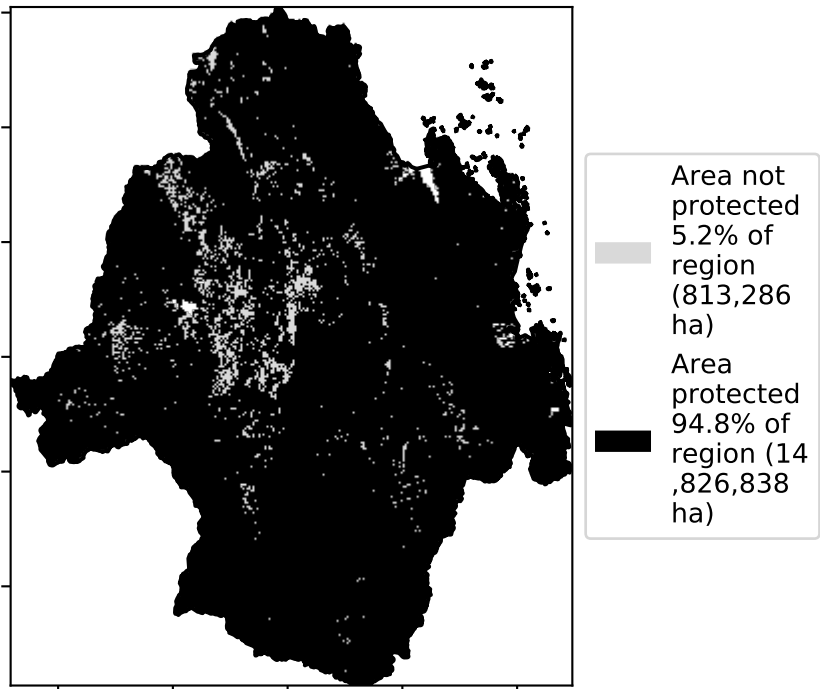 Area not
protected
5.2% of
region
(813,286
ha)
Area
protected
94.8% of
region (14
,826,838
ha)